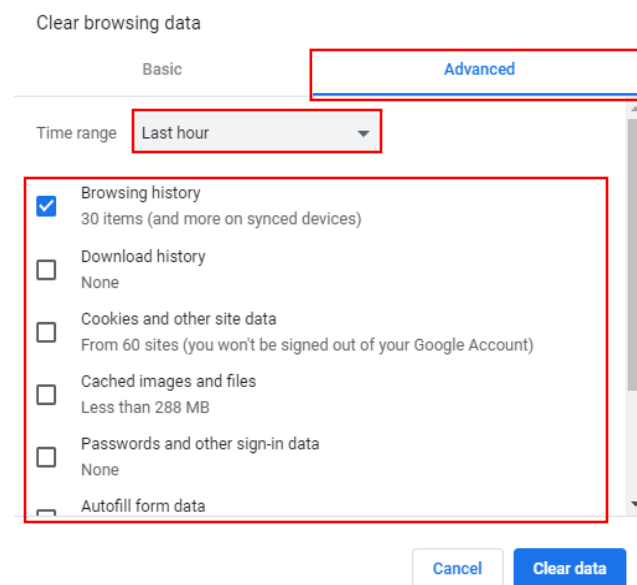 Clear browsing data
Basic
Advanced
Time range
Last hour
Browsing history
30 items (and more on synced devices)
Download history
None
Cookies and other site data
From 60 sites (you won't be signed out of your Google Account)
Cached images and files
Less than 288 MB
Passwords and other sign-in data
None
Autofill form data
Cancel
Clear data